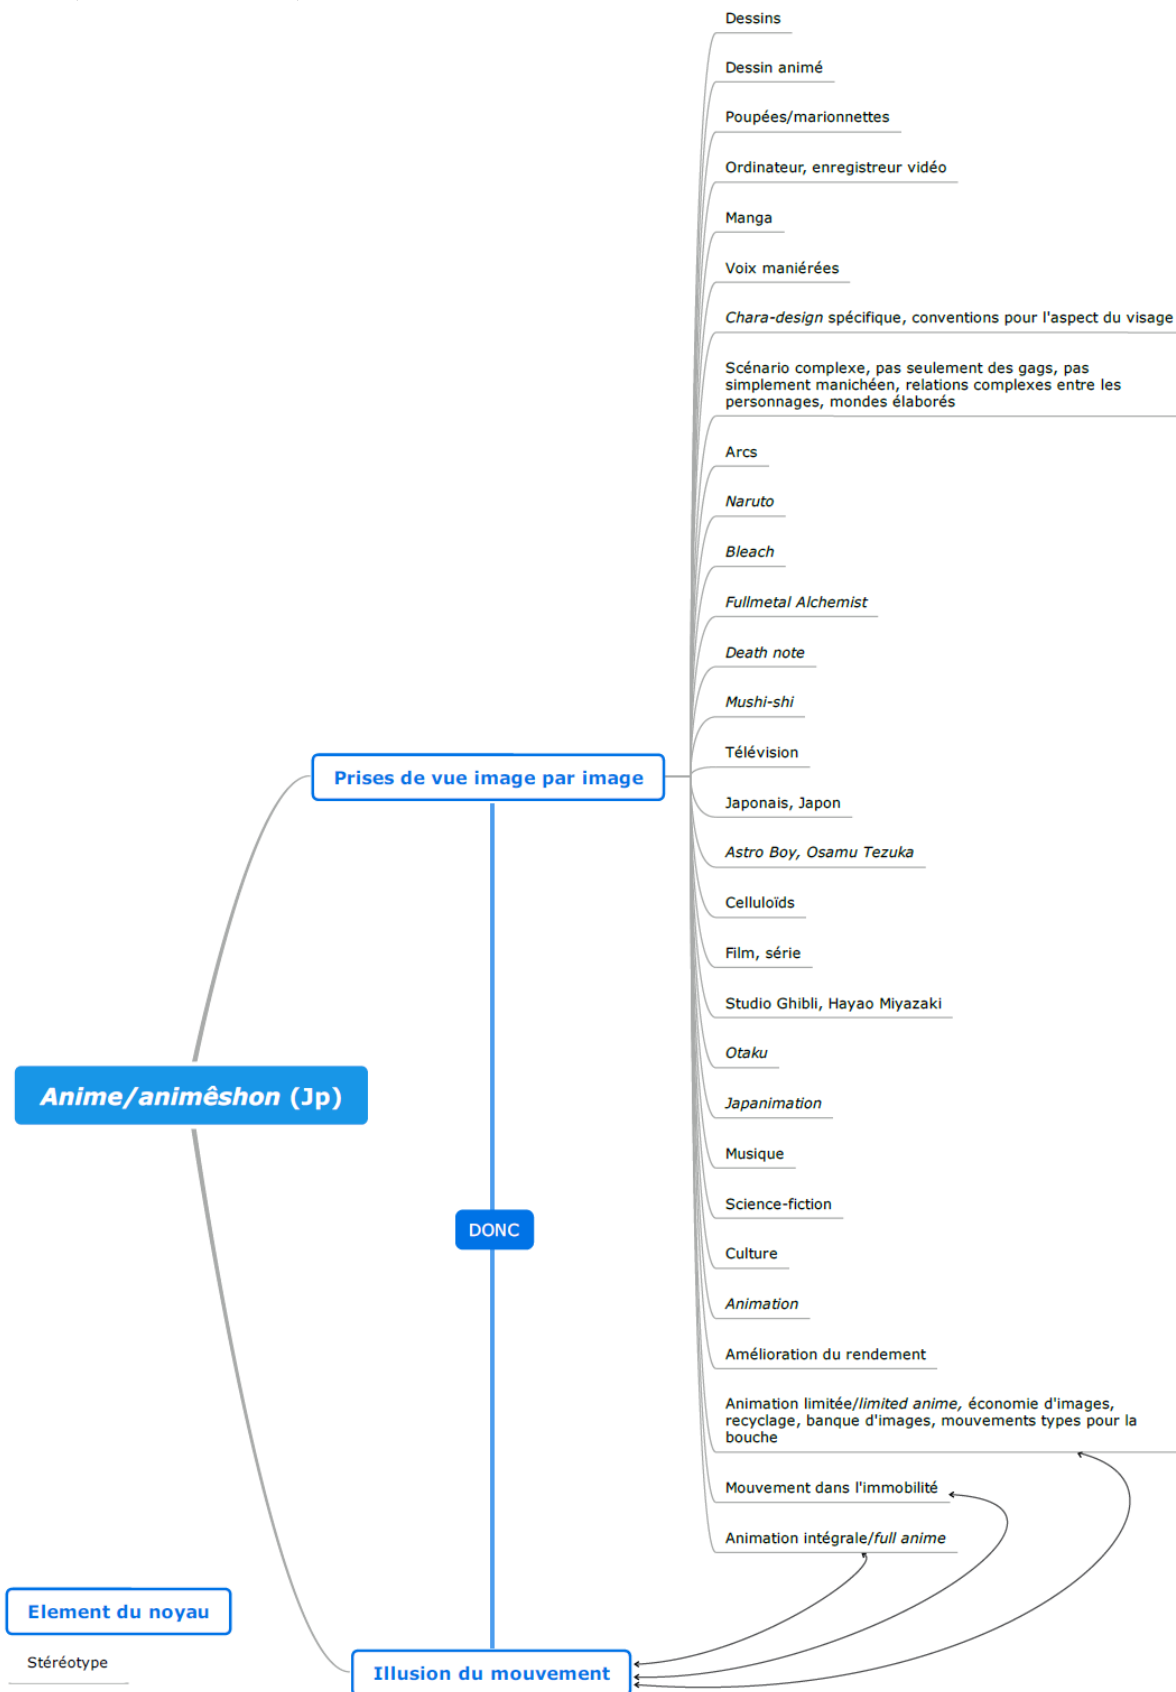 Dessins
Dessin animé
Poupées/marionnettes
Ordinateur, enregistreur vidéo
Manga
Voix maniérées
Chara-design spécifique, conventions pour l'aspect du visage
Scénario complexe, pas seulement des gags, pas
simplement manichéen, relations complexes entre les
personnages, mondes élaborés
Arcs
Naruto
Bleach
Fullmetal Alchemist
Death note
Mushi-shi
Télévision
Prises de vue image par image
Japonais, Japon
Astro Boy, Osamu Tezuka
Celluloïds
Film, série
Studio Ghibli, Hayao Miyazaki
Otaku
Anime/animêshon (Jp)
Japanimation
Musique
Science-fiction
DONC
Culture
Animation
Amélioration du rendement
Animation limitée/limited anime, économie d'images,
recyclage, banque d'images, mouvements types pour la
bouche
Mouvement dans l'immobilité
Animation intégrale/full anime
Element du noyau
Stéréotype
Illusion du mouvement